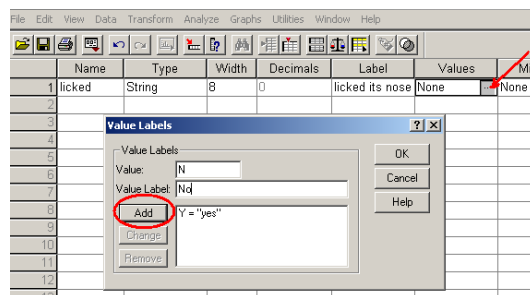 File Edit View Data Transform Analyze Graphs Utilities Window Help
Name Type Width Decimals Label Values Mi
1 licked String 8 0 licked its nose None ... None
2
3
4
5
6
7
8
9
10
11
12
Value Labels
Value Labels
Value: N
Value Label: No
Add
Y = "yes"
Change
Remove
OK
Cancel
Help